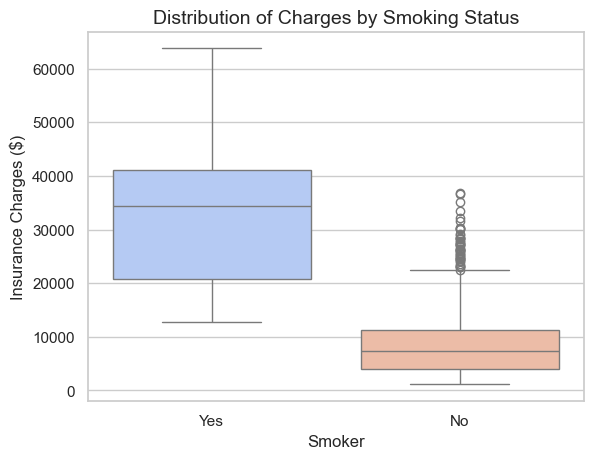 Distribution of Charges by Smoking Status
Insurance Charges ($)
60000
50000
40000
30000
20000
10000
0
Yes
No
Smoker